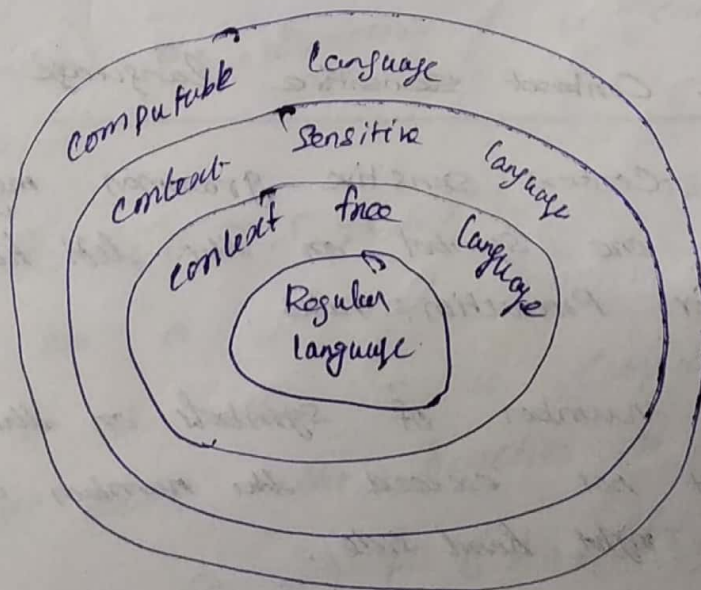 computable language
context sensitive language
context free language
Regular
language